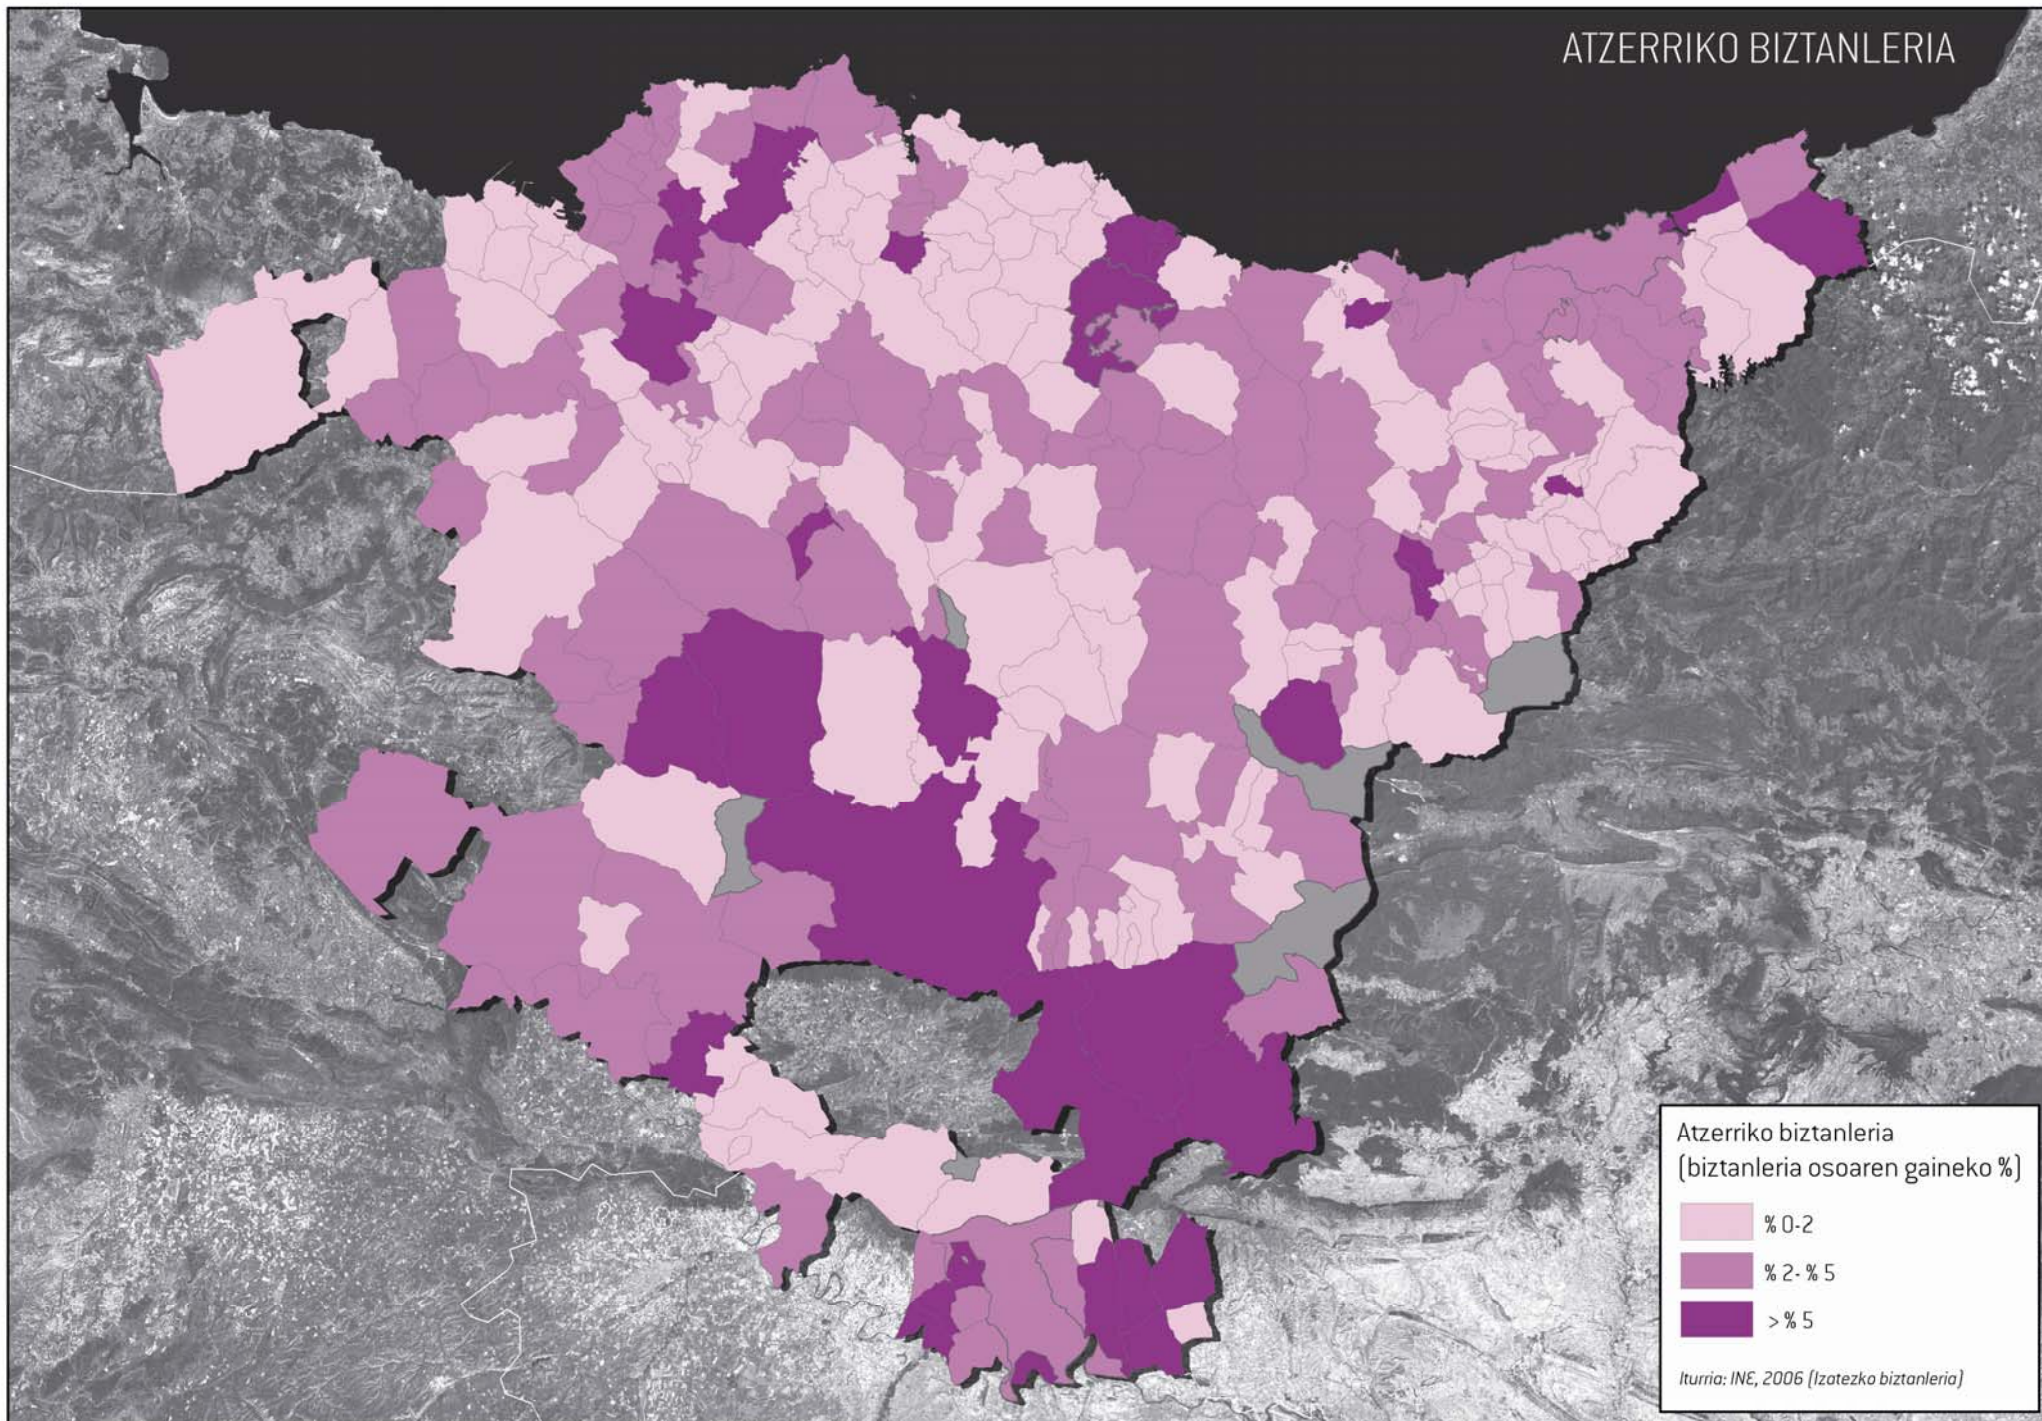 ATZERRIKO BIZTANLERIA
Atzerriko biztanleria
(biztanleria osoaren gaineko %)
% 0-2
% 2- % 5
> % 5
Iturria: INE, 2006 (Izatezko biztanleria)